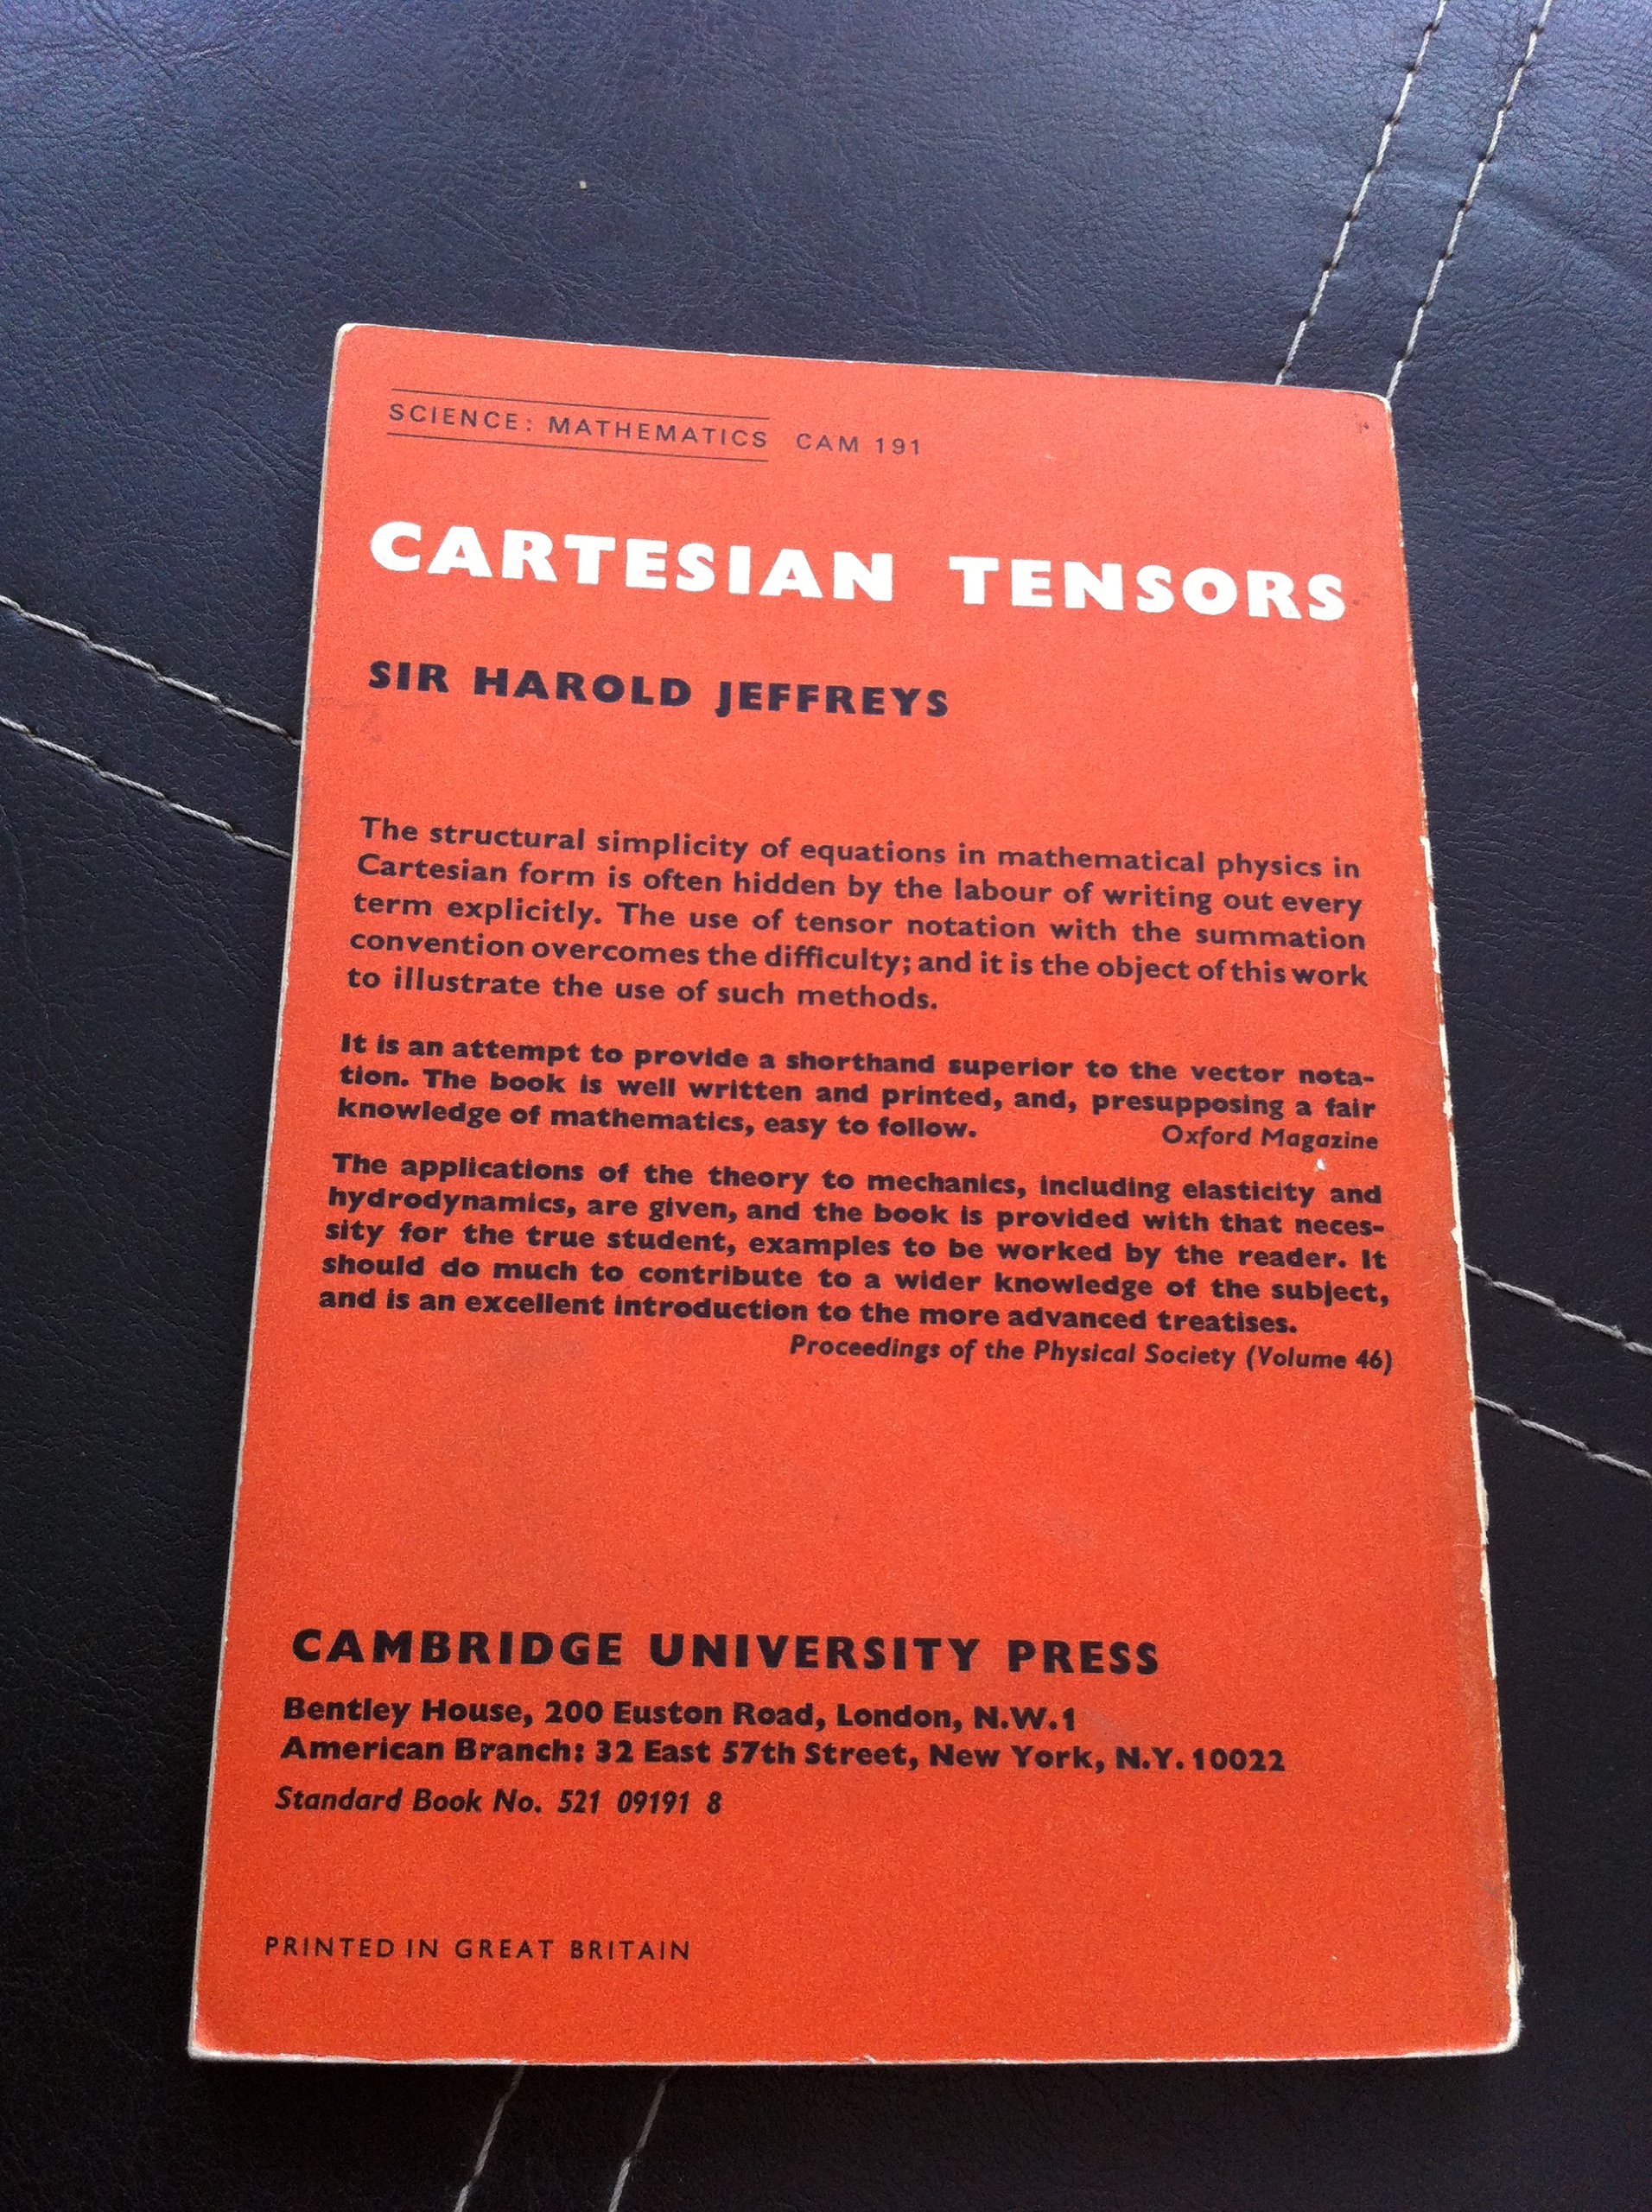 SCIENCE: MATHEMATICS CAM 191
CARTESIAN TENSORS
SIR HAROLD JEFFREYS
The structural simplicity of equations in mathematical physics in
Cartesian form is often hidden by the labour of writing out every
term explicitly. The use of tensor notation with the summation
convention overcomes the difficulty; and it is the object of this work
to illustrate the use of such methods.
It is an attempt to provide a shorthand superior to the vector nota-
tion. The book is well written and printed, and, presupposing a fair
knowledge of mathematics, easy to follow. Oxford Magazine
The applications of the theory to mechanics, including elasticity and
hydrodynamics, are given, and the book is provided with that neces-
sity for the true student, examples to be worked by the reader. It
should do much to contribute to a wider knowledge of the subject,
and is an excellent introduction to the more advanced treatises.
Proceedings of the Physical Society (Volume 46)
CAMBRIDGE UNIVERSITY PRESS
Bentley House, 200 Euston Road, London, N.W.1
American Branch: 32 East 57th Street, New York, N.Y. 10022
Standard Book No. 521 09191 8
PRINTED IN GREAT BRITAIN